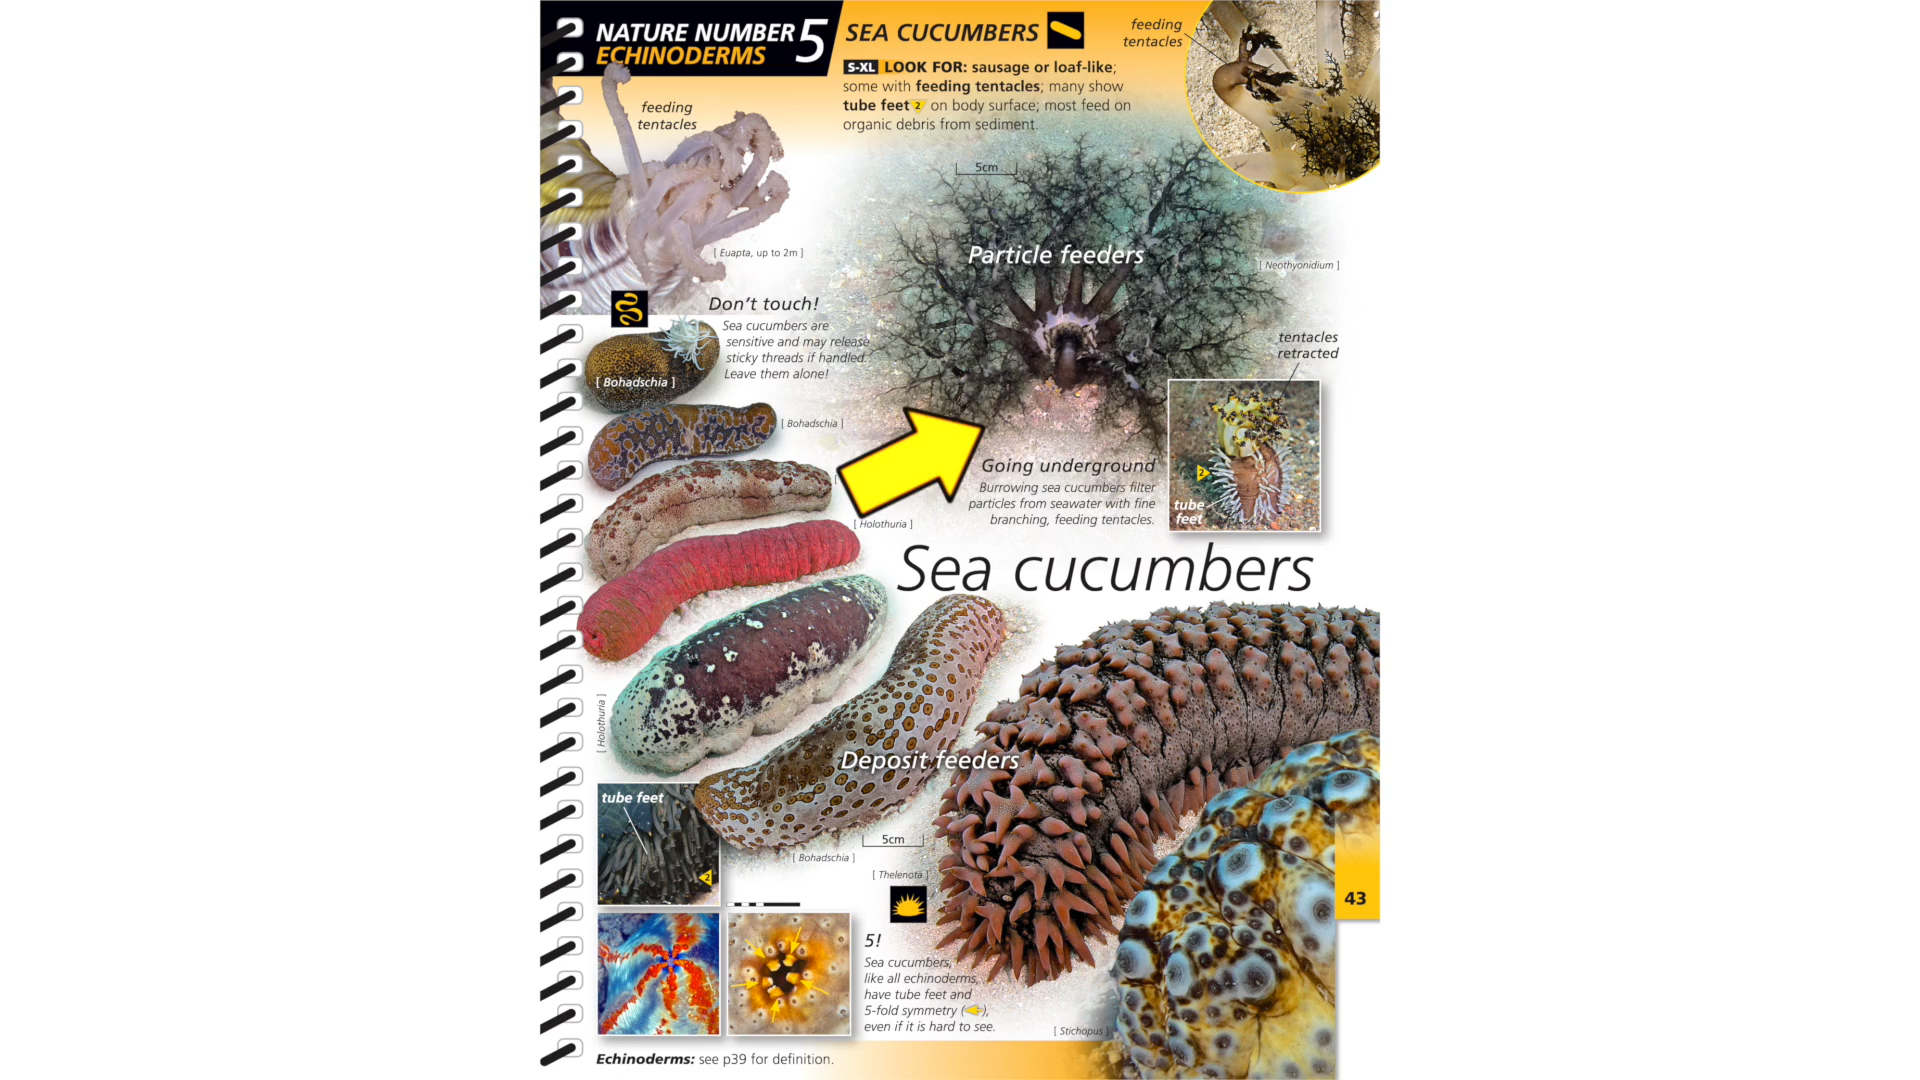 NATURE NUMBER 5
ECHINODERMS
SEA CUCUMBERS
S-XL LOOK FOR: sausage or loaf-like;
some with feeding tentacles; many show
tube feet 2 on body surface; most feed on
organic debris from sediment.
feeding
tentacles
feeding
tentacles
5cm
[ Euapta, up to 2m ]
Particle feeders
[ Neothyonidium ]
Don't touch!
Sea cucumbers are
sensitive and may release
sticky threads if handled.
Leave them alone!
[ Bohadschia ]
[ Bohadschia ]
tentacles
retracted
Going underground
Burrowing sea cucumbers filter
particles from seawater with fine
branching, feeding tentacles.
2
tube
feet
[ Holothuria ]
Sea cucumbers
[ Holothuria ]
Deposit feeders
tube feet
2
5cm
[ Bohadschia ]
[ Thelenota ]
43
5!
Sea cucumbers,
like all echinoderms,
have tube feet and
5-fold symmetry ( ),
even if it is hard to see.
[ Stichopus ]
Echinoderms: see p39 for definition.